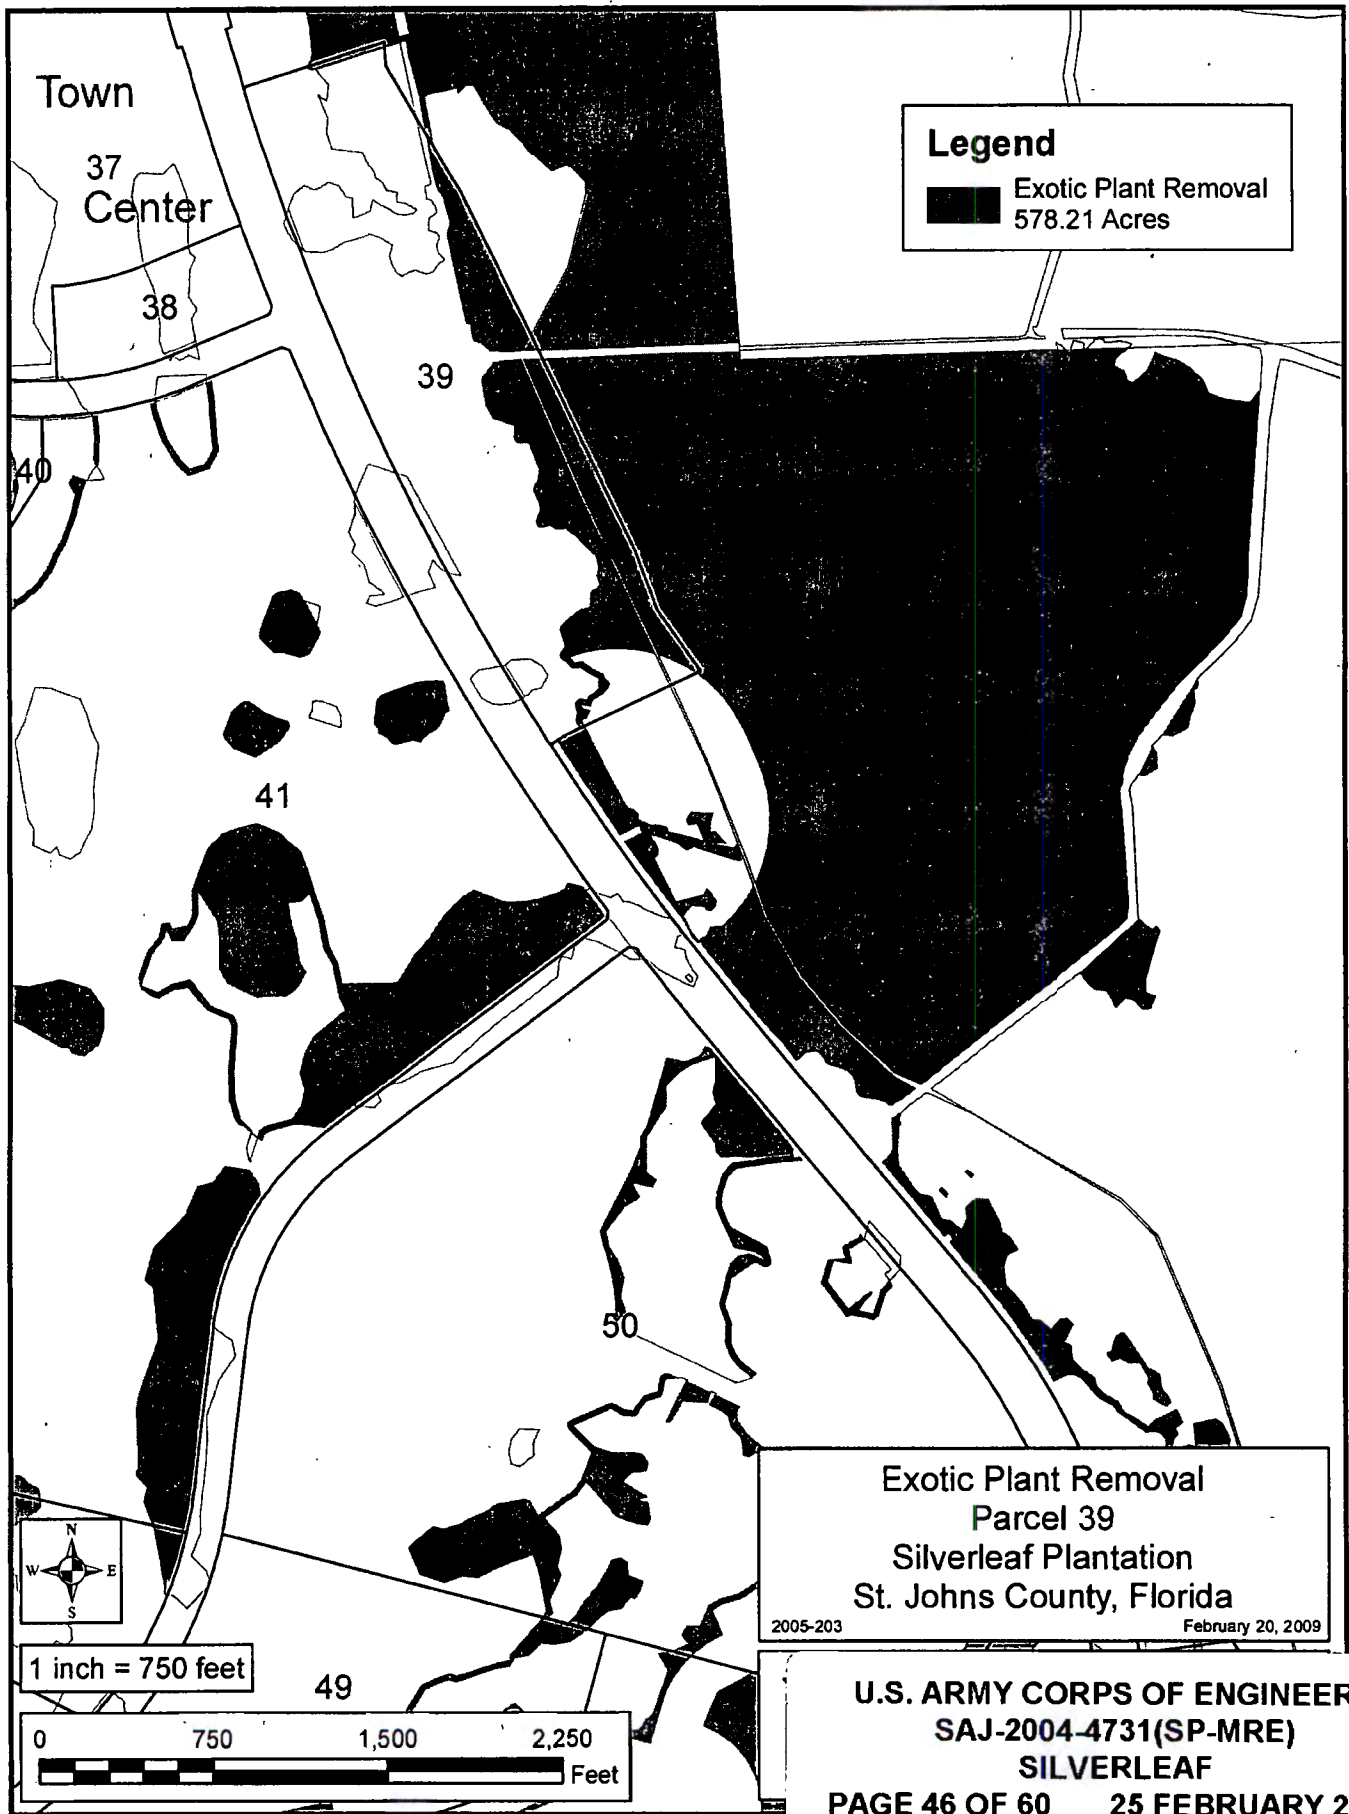 Town
37
Center
38
39
40
41
50
49
Legend
Exotic Plant Removal
578.21 Acres
N
W E
S
1 inch = 750 feet
0 750 1,500 2,250
Feet
Exotic Plant Removal
Parcel 39
Silverleaf Plantation
St. Johns County, Florida
2005-203 February 20, 2009
U.S. ARMY CORPS OF ENGINEER
SAJ-2004-4731(SP-MRE)
SILVERLEAF
PAGE 46 OF 60 25 FEBRUARY 2